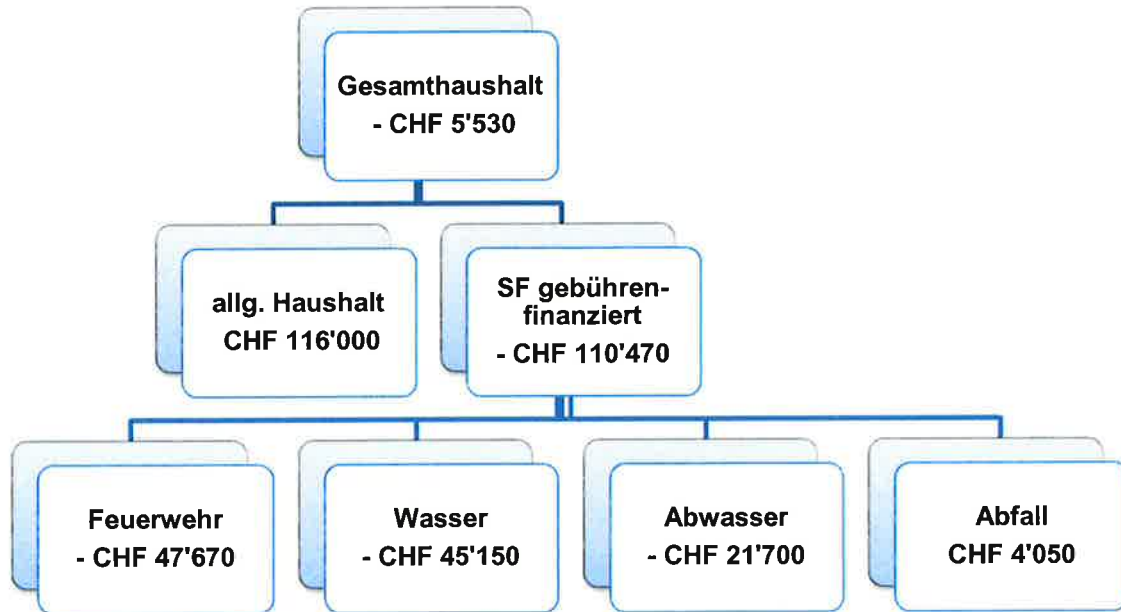 Gesamthaushalt
- CHF 5'530
allg. Haushalt
CHF 116'000
SF gebühren-
finanziert
- CHF 110'470
Feuerwehr
- CHF 47'670
Wasser
- CHF 45'150
Abwasser
- CHF 21'700
Abfall
CHF 4'050